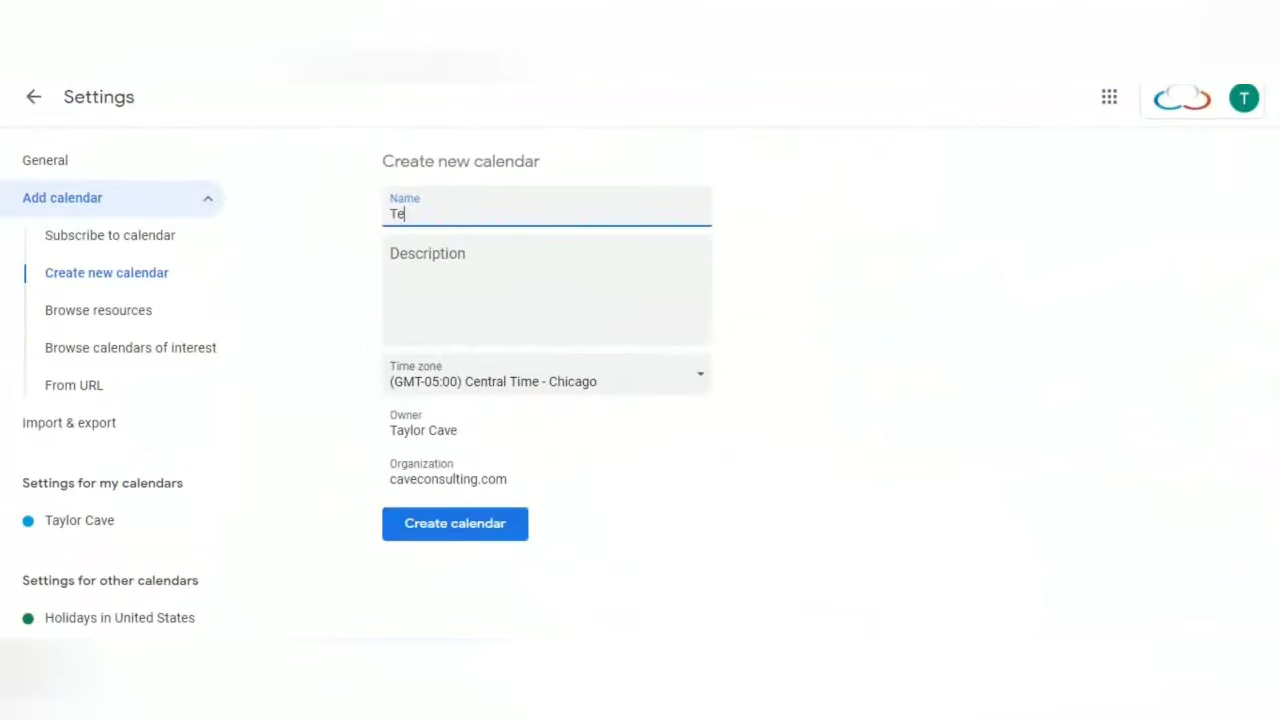 Settings
T
General
Add calendar
Subscribe to calendar
Create new calendar
Browse resources
Browse calendars of interest
From URL
Import & export
Settings for my calendars
Taylor Cave
Settings for other calendars
Holidays in United States
Create new calendar
Name
Te
Description
Time zone
(GMT-05:00) Central Time - Chicago
Owner
Taylor Cave
Organization
caveconsulting.com
Create calendar